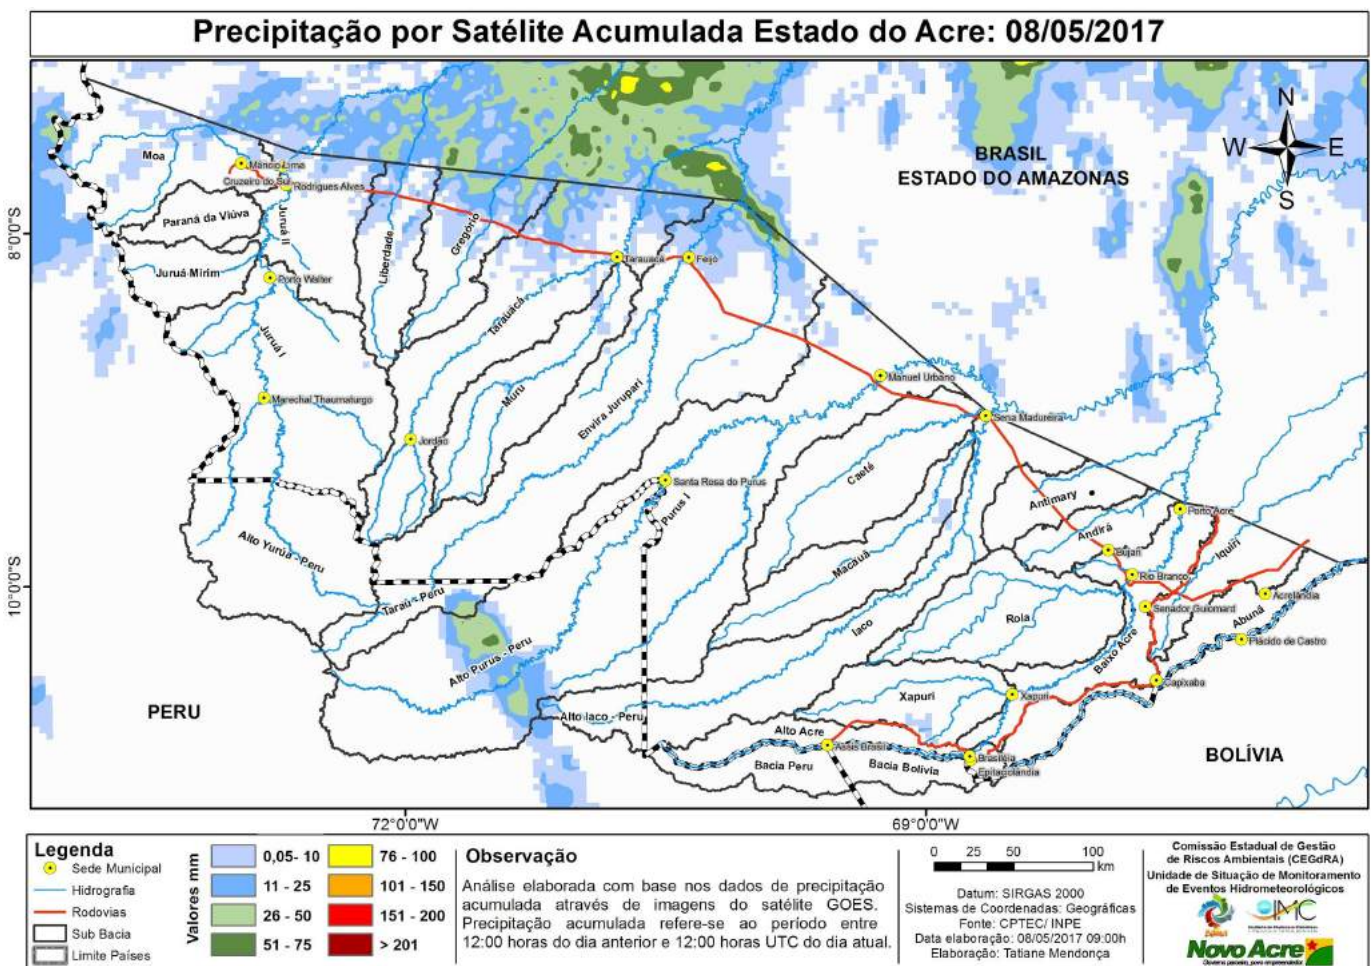 Precipitação por Satélite Acumulada Estado do Acre: 08/05/2017
N
W
E
S
BRASIL
ESTADO DO AMAZONAS
Moa
Mâncio Lima
Cruzeiro do Sul
Rodrigues Alves
Paraná da Viúva
Juruá II
Liberdade
Gregório
8°0'0"S
Juruá-Mirim
Porto Walter
Tarauacá
Feijó
Tarauacá
Juruá I
Muru
Envira Jurupari
Manuel Urbano
Marechal Thaumaturgo
Sena Madureira
Jordão
Santa Rosa do Purus
Purus I
Caeté
Antimary
Porto Acre
Andirá
Alto Yurúa - Peru
Macauã
Bujari
Iquiri
Rio Branco
10°0'0"S
Tarau - Peru
Iaco
Rola
Senador Guiomard
Acrelândia
Abunã
Plácido de Castro
Baixo Acre
Alto Purus - Peru
Capixaba
Xapuri
Xapuri
PERU
Alto Iaco - Peru
Alto Acre
Assis Brasil
Brasiléia
Epitaciolândia
Bacia Peru
Bacia Bolívia
BOLÍVIA
72°0'0"W
69°0'0"W
Legenda
Sede Municipal
Hidrografia
Rodovias
Sub Bacia
Limite Países
Valores mm
0,05- 10
11 - 25
26 - 50
51 - 75
76 - 100
101 - 150
151 - 200
> 201
Observação
Análise elaborada com base nos dados de precipitação
acumulada através de imagens do satélite GOES.
Precipitação acumulada refere-se ao período entre
12:00 horas do dia anterior e 12:00 horas UTC do dia atual.
0 25 50 100
km
Datum: SIRGAS 2000
Sistemas de Coordenadas: Geográficas
Fonte: CPTEC/ INPE
Data elaboração: 08/05/2017 09:00h
Elaboração: Tatiane Mendonça
Comissão Estadual de Gestão
de Riscos Ambientais (CEGdRA)
Unidade de Situação de Monitoramento
de Eventos Hidrometeorológicos
IMC
Novo Acre